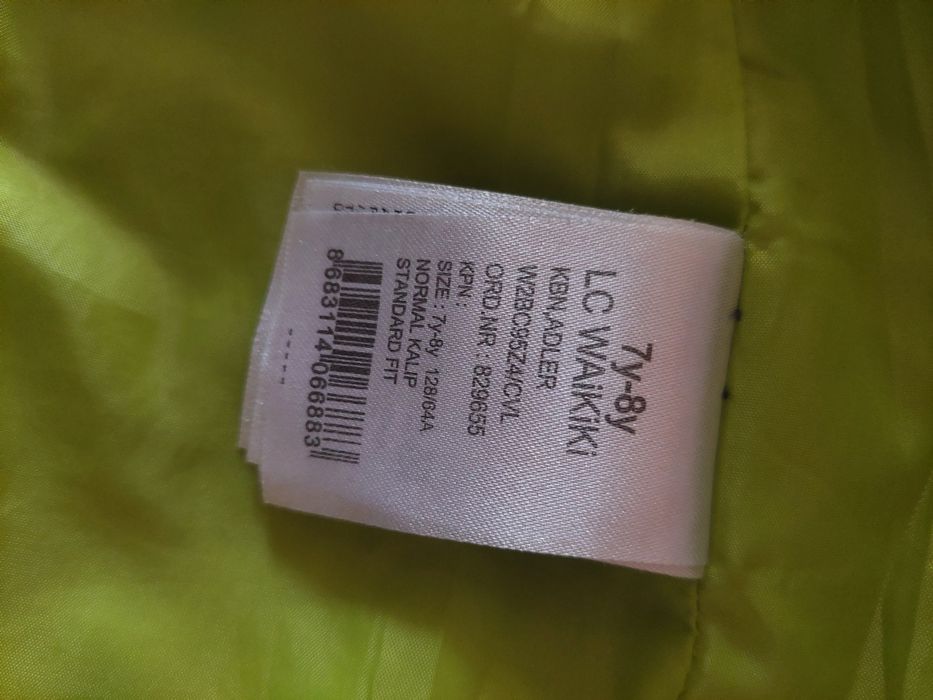 7y-8y
LC WAiKiKi
KBN.ADLER
W2BC35Z4/CVL
ORD.NR : 829655
KPN :
SIZE : 7y-8y 128/64A
NORMAL KALIP
STANDARD FIT
8683114066883